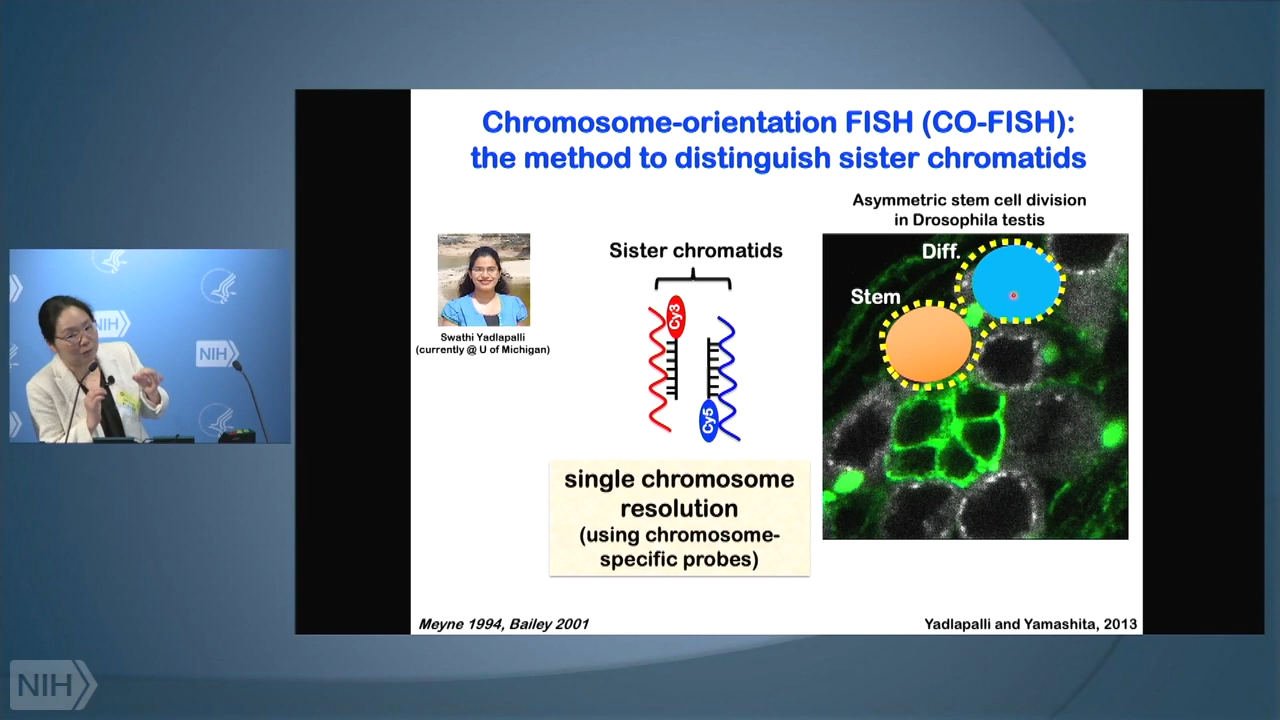 Chromosome-orientation FISH (CO-FISH):
the method to distinguish sister chromatids
Asymmetric stem cell division
in Drosophila testis
Sister chromatids
Diff.
Stem
Cy3
Cy5
Swathi Yadlapalli
(currently @ U of Michigan)
single chromosome
resolution
(using chromosome-
specific probes)
Meyne 1994, Bailey 2001
Yadlapalli and Yamashita, 2013
NIH
NIH
NIH